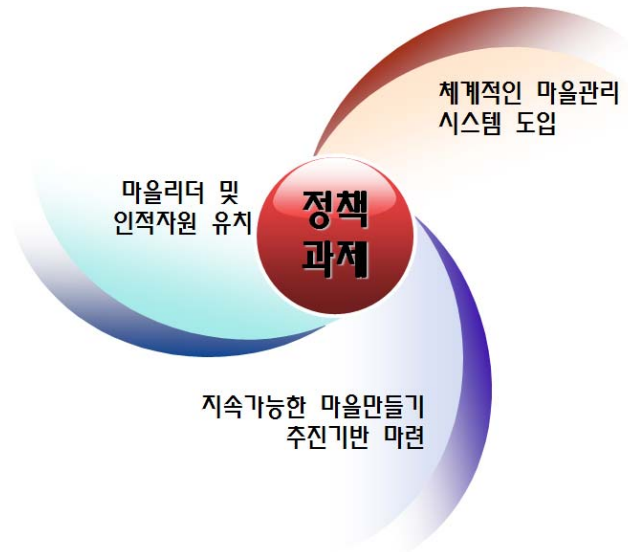 체계적인 마을관리
시스템 도입
마을리더 및
인적자원 유치
정책
과제
지속가능한 마을만들기
추진기반 마련